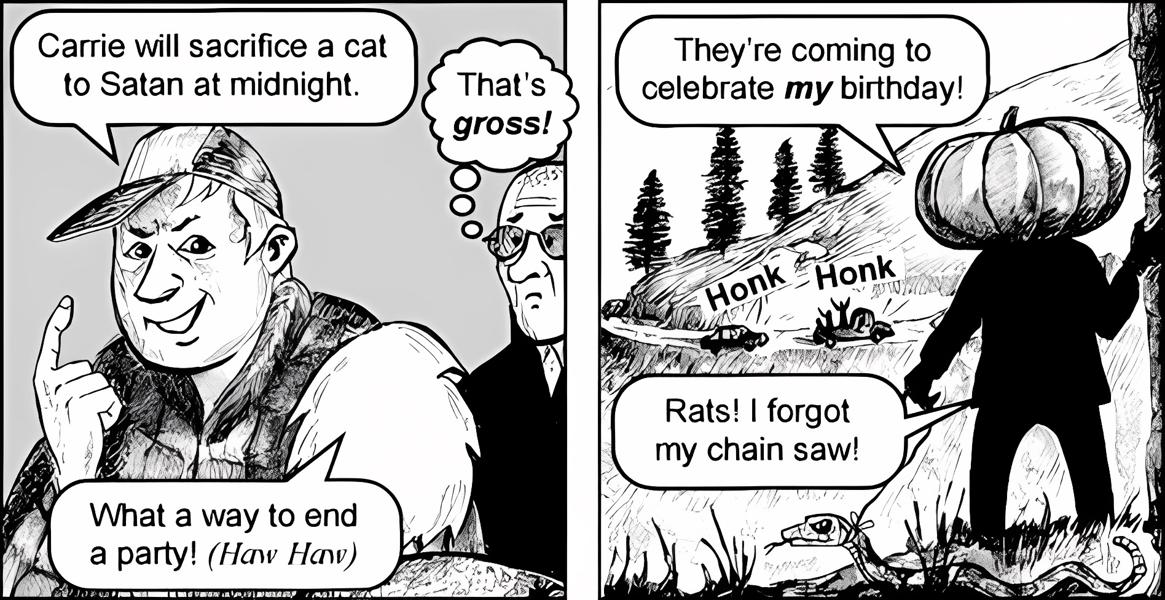 Carrie will sacrifice a cat
to Satan at midnight.
That's
gross!
What a way to end
a party! (Haw Haw)
They're coming to
celebrate my birthday!
Honk Honk
Rats! I forgot
my chain saw!